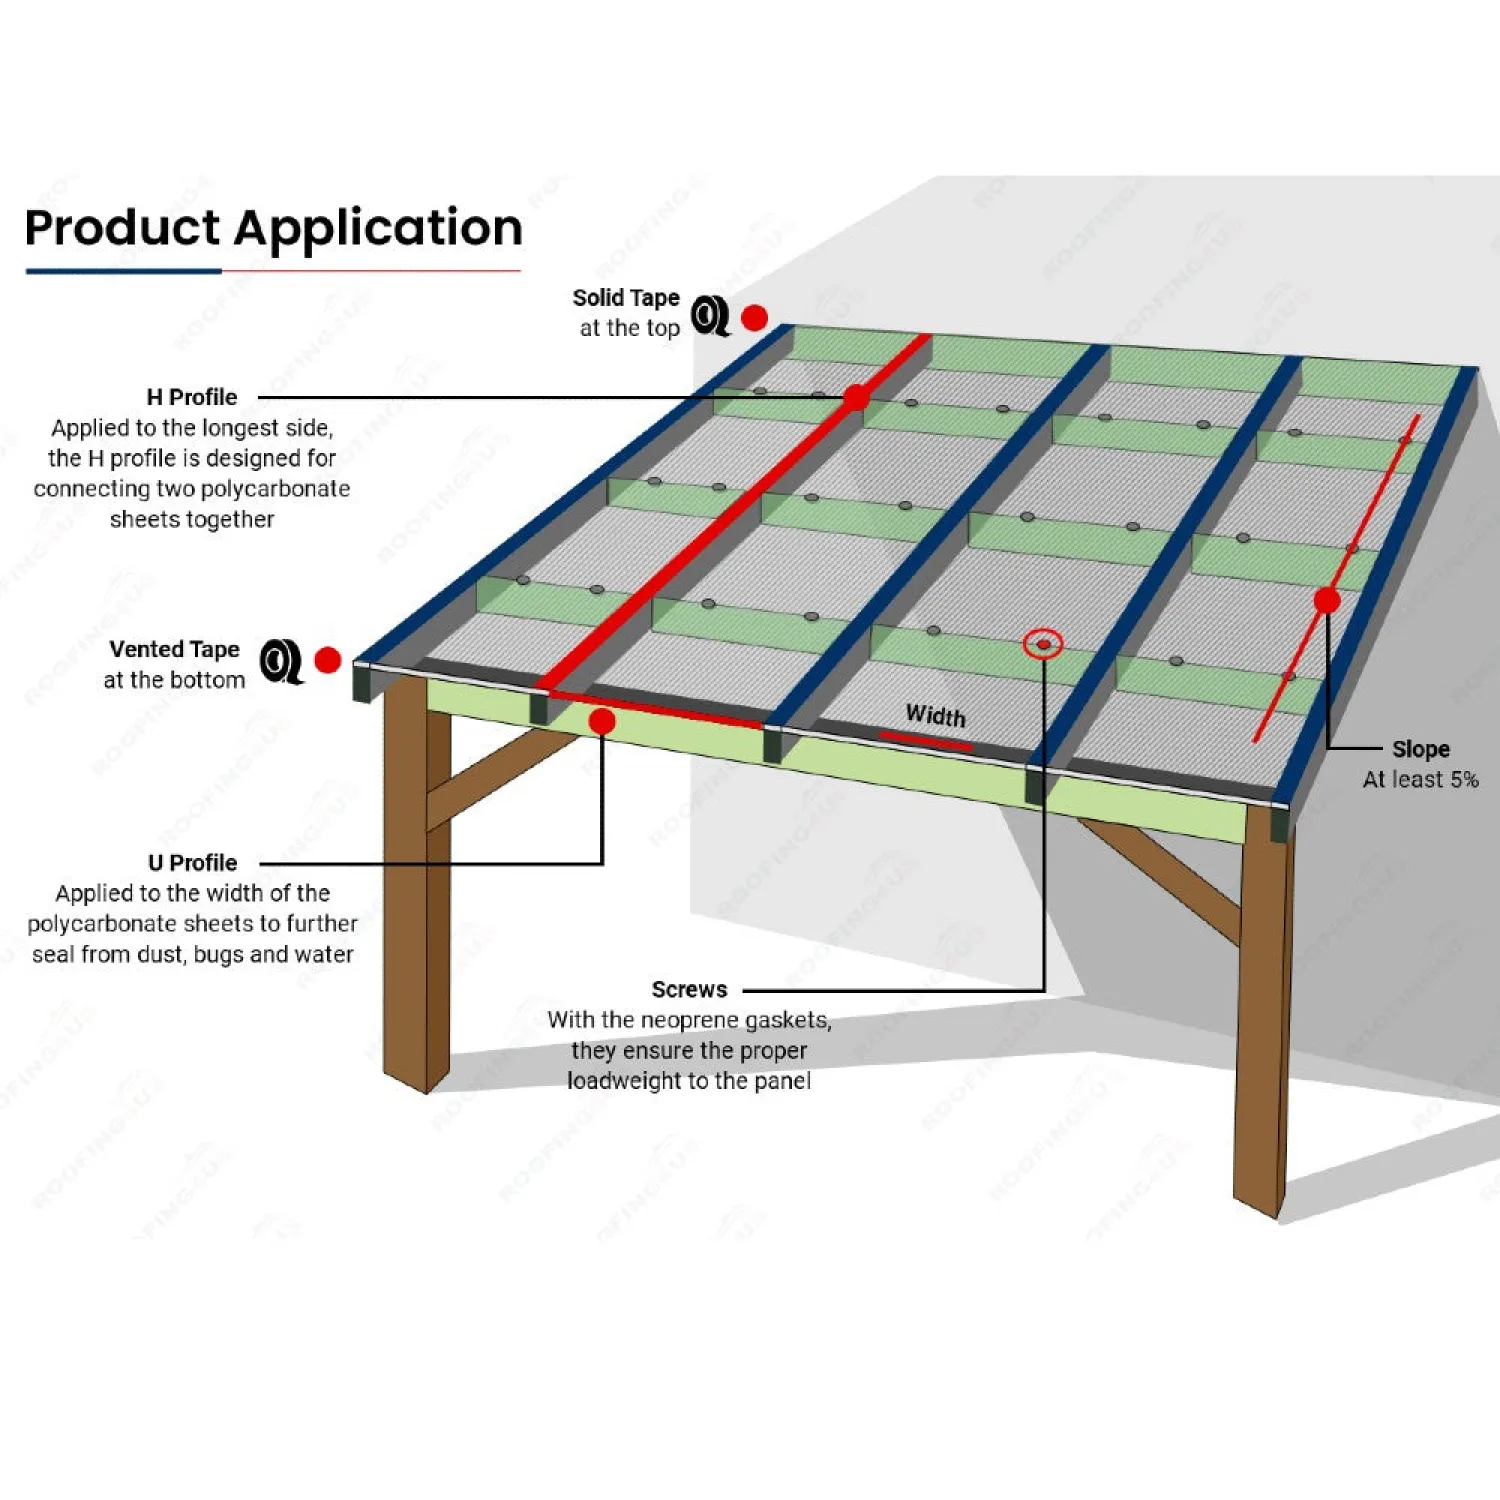 Product Application
Solid Tape
at the top
H Profile
Applied to the longest side,
the H profile is designed for
connecting two polycarbonate
sheets together
Vented Tape
at the bottom
Width
Slope
At least 5%
U Profile
Applied to the width of the
polycarbonate sheets to further
seal from dust, bugs and water
Screws
With the neoprene gaskets,
they ensure the proper
loadweight to the panel
ROOFING4US